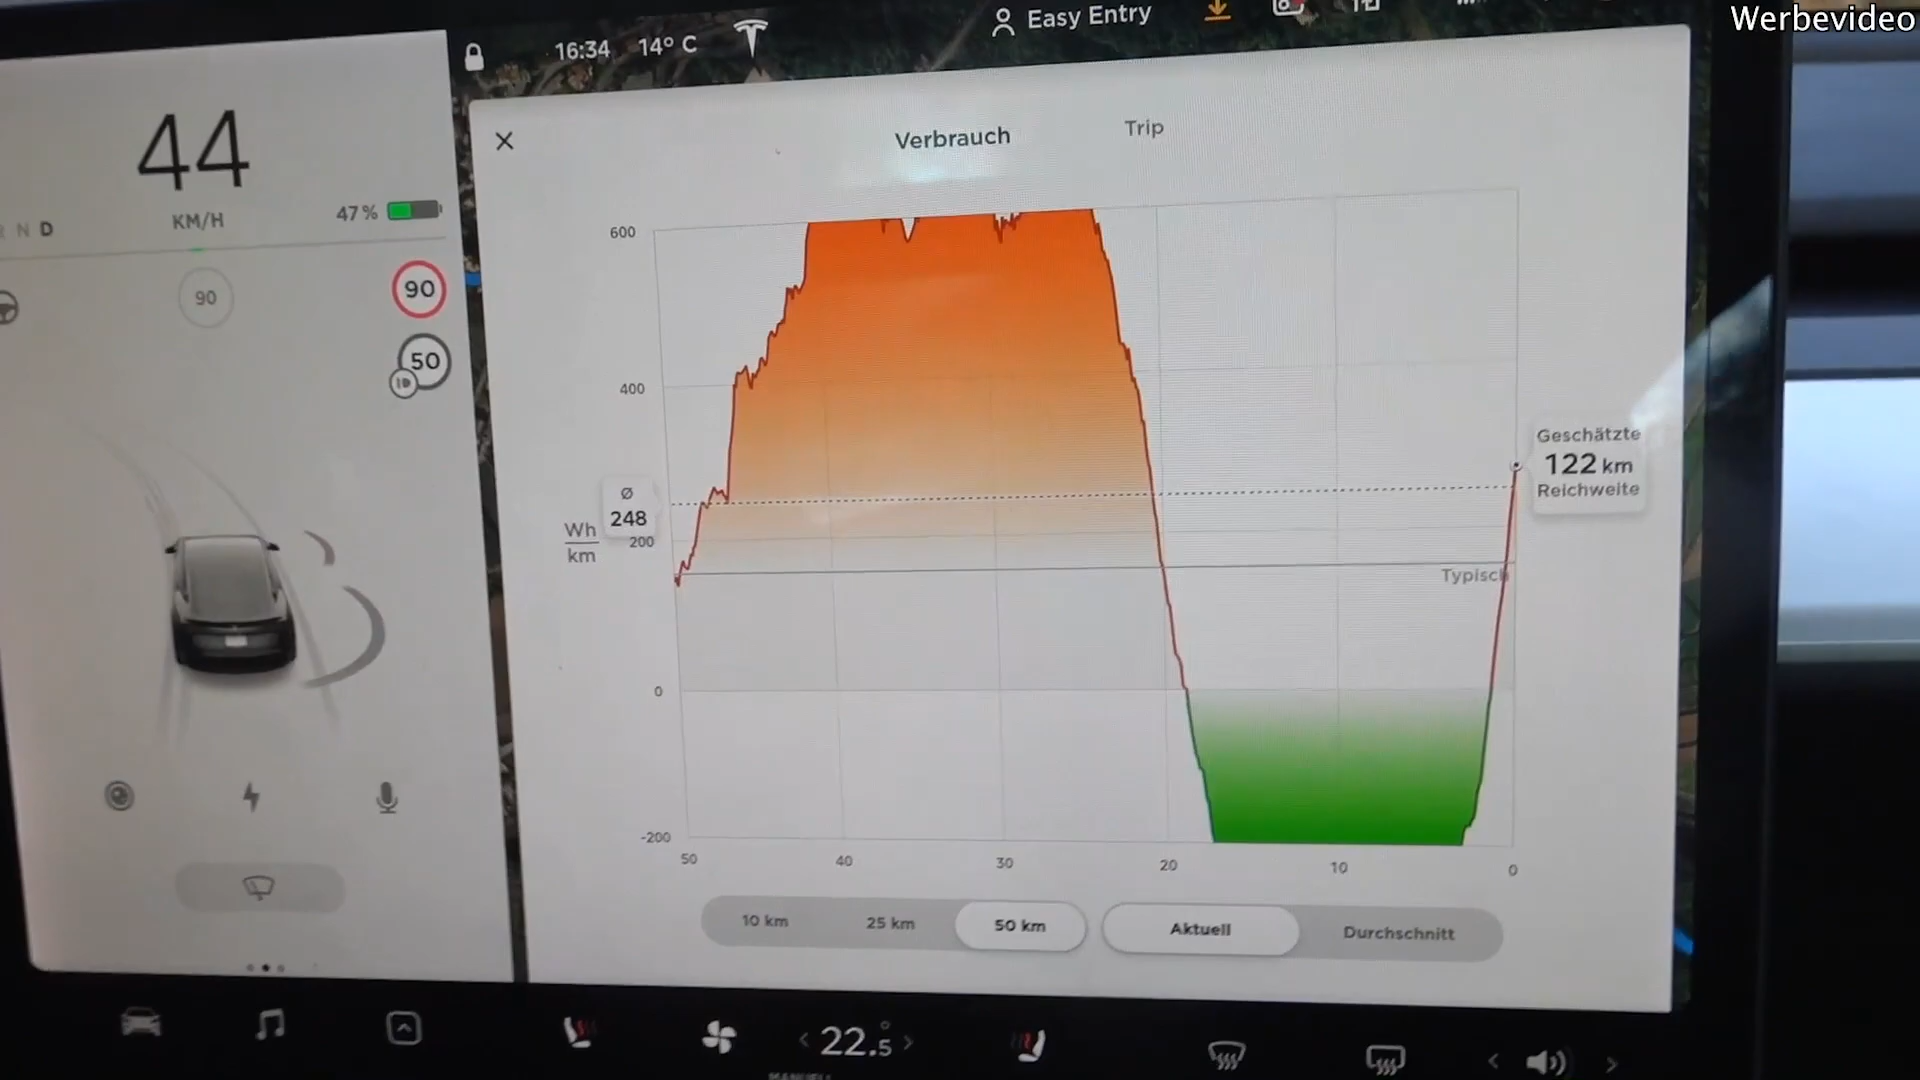 Werbevideo
16:34 14° C Easy Entry
44
KM/H
N D
47 %
90
90
50
Verbrauch Trip
600
400
200
0
-200
Ø
248
Wh
km
Geschätzte
122 km
Reichweite
Typisch
50 40 30 20 10 0
10 km 25 km 50 km Aktuell Durchschnitt
22.5°